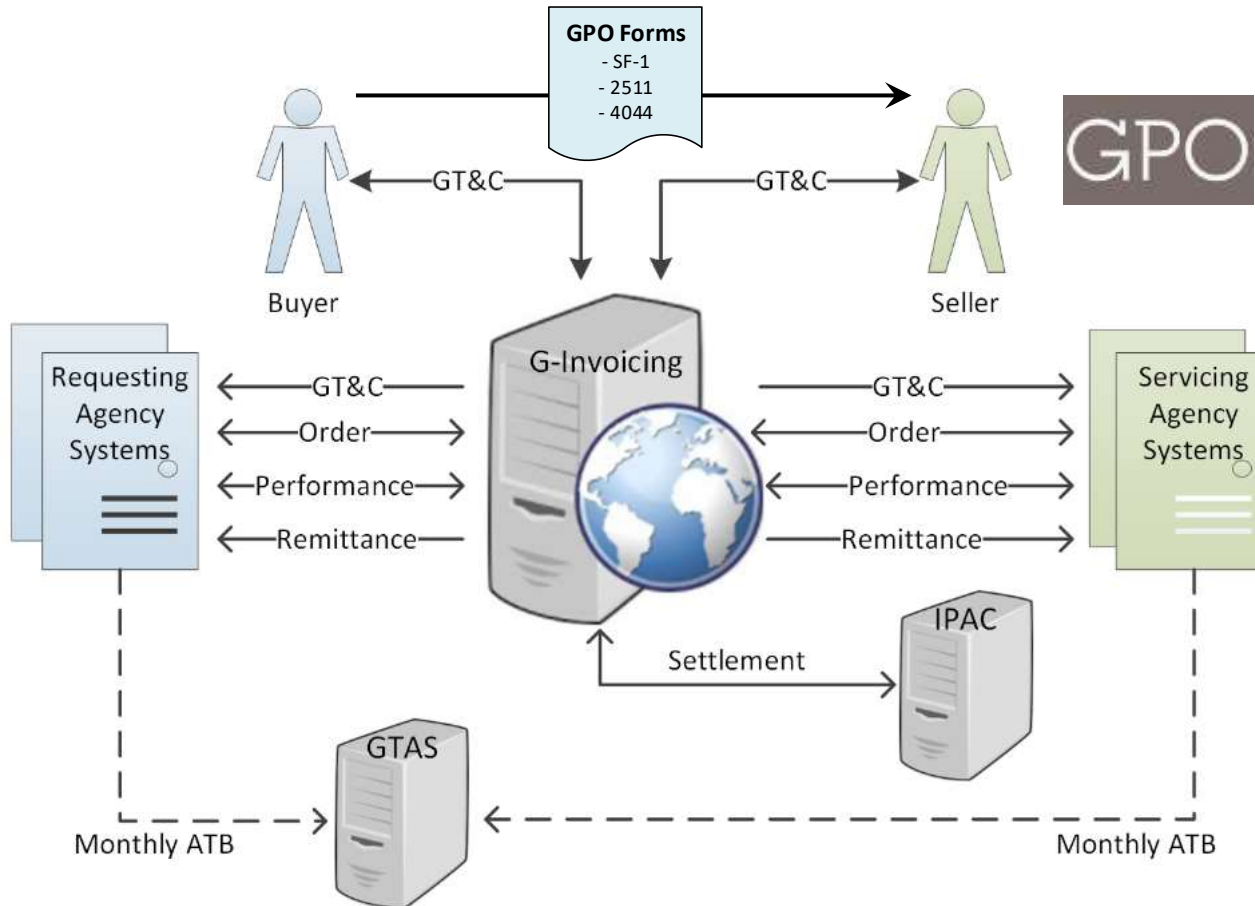 GPO Forms
- SF-1
- 2511
- 4044
GPO
GT&C
GT&C
Buyer
Seller
G-Invoicing
Requesting
Agency
Systems
GT&C
Order
Performance
Remittance
GT&C
Order
Performance
Remittance
Servicing
Agency
Systems
IPAC
Settlement
GTAS
Monthly ATB
Monthly ATB